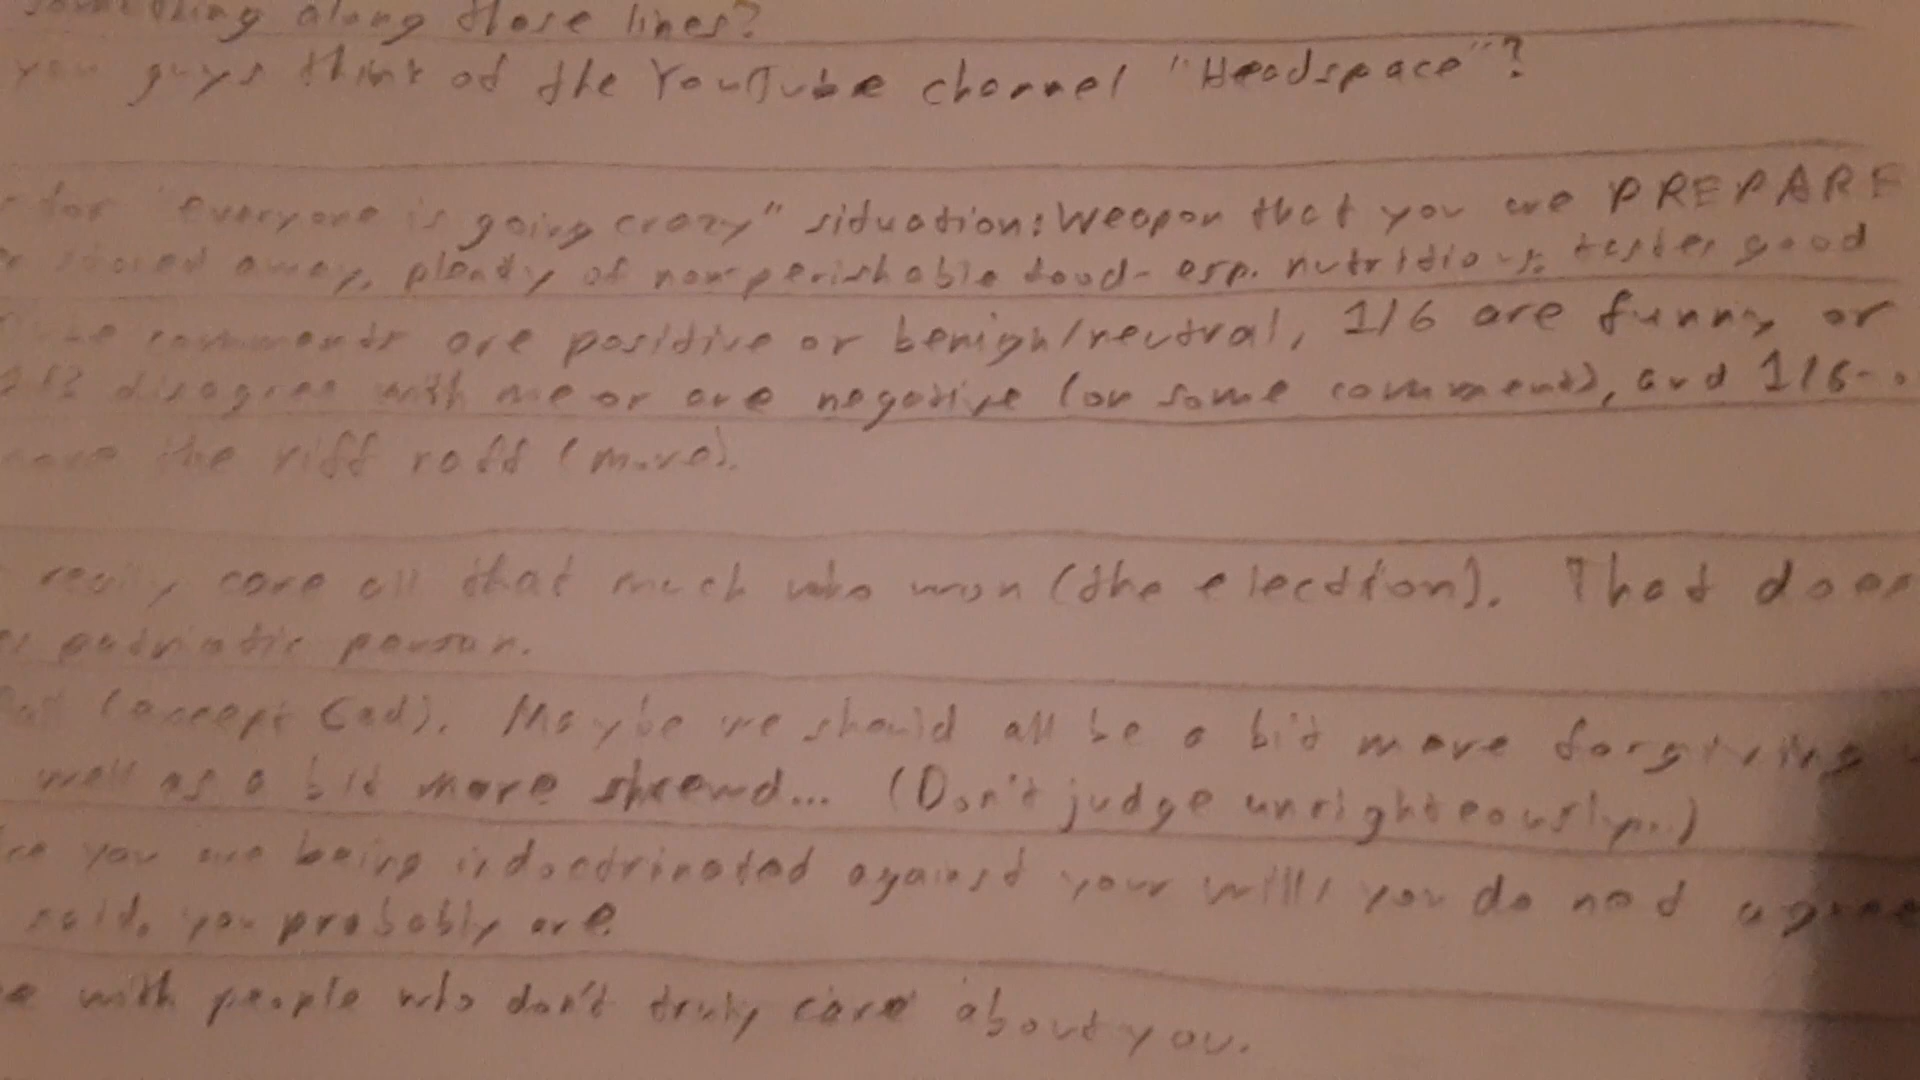 something along those lines?
you guys think of the YouTube channel "Headspace"?
for "everyone is going crazy" situation: Weapon that you are PREPARE
stored away, plenty of non-perishable food- esp. nutritious, tastes good
comments are positive or benign/neutral, 1/6 are funny or
disagree with me or are negative (on some comments), and 1/6-
the riff raff (more).
really care all that much who won (the election). That does
patriotic person.
(accept God). Maybe we should all be a bit more forgiving
well as a bit more shrewd... (Don't judge unrighteously..)
you are being indoctrinated against your will, you do not agree
said, you probably are
with people who don't truly care about you.